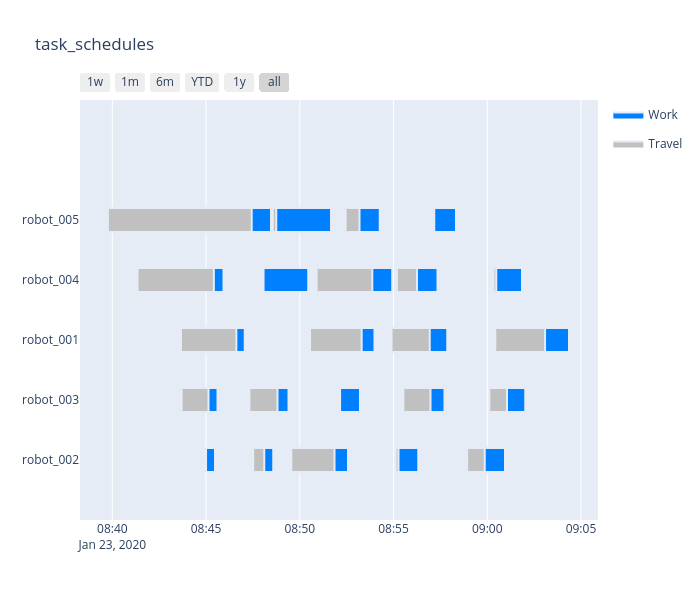 task_schedules
1w 1m 6m YTD 1y all
Work
Travel
robot_005
robot_004
robot_001
robot_003
robot_002
08:40 08:45 08:50 08:55 09:00 09:05
Jan 23, 2020